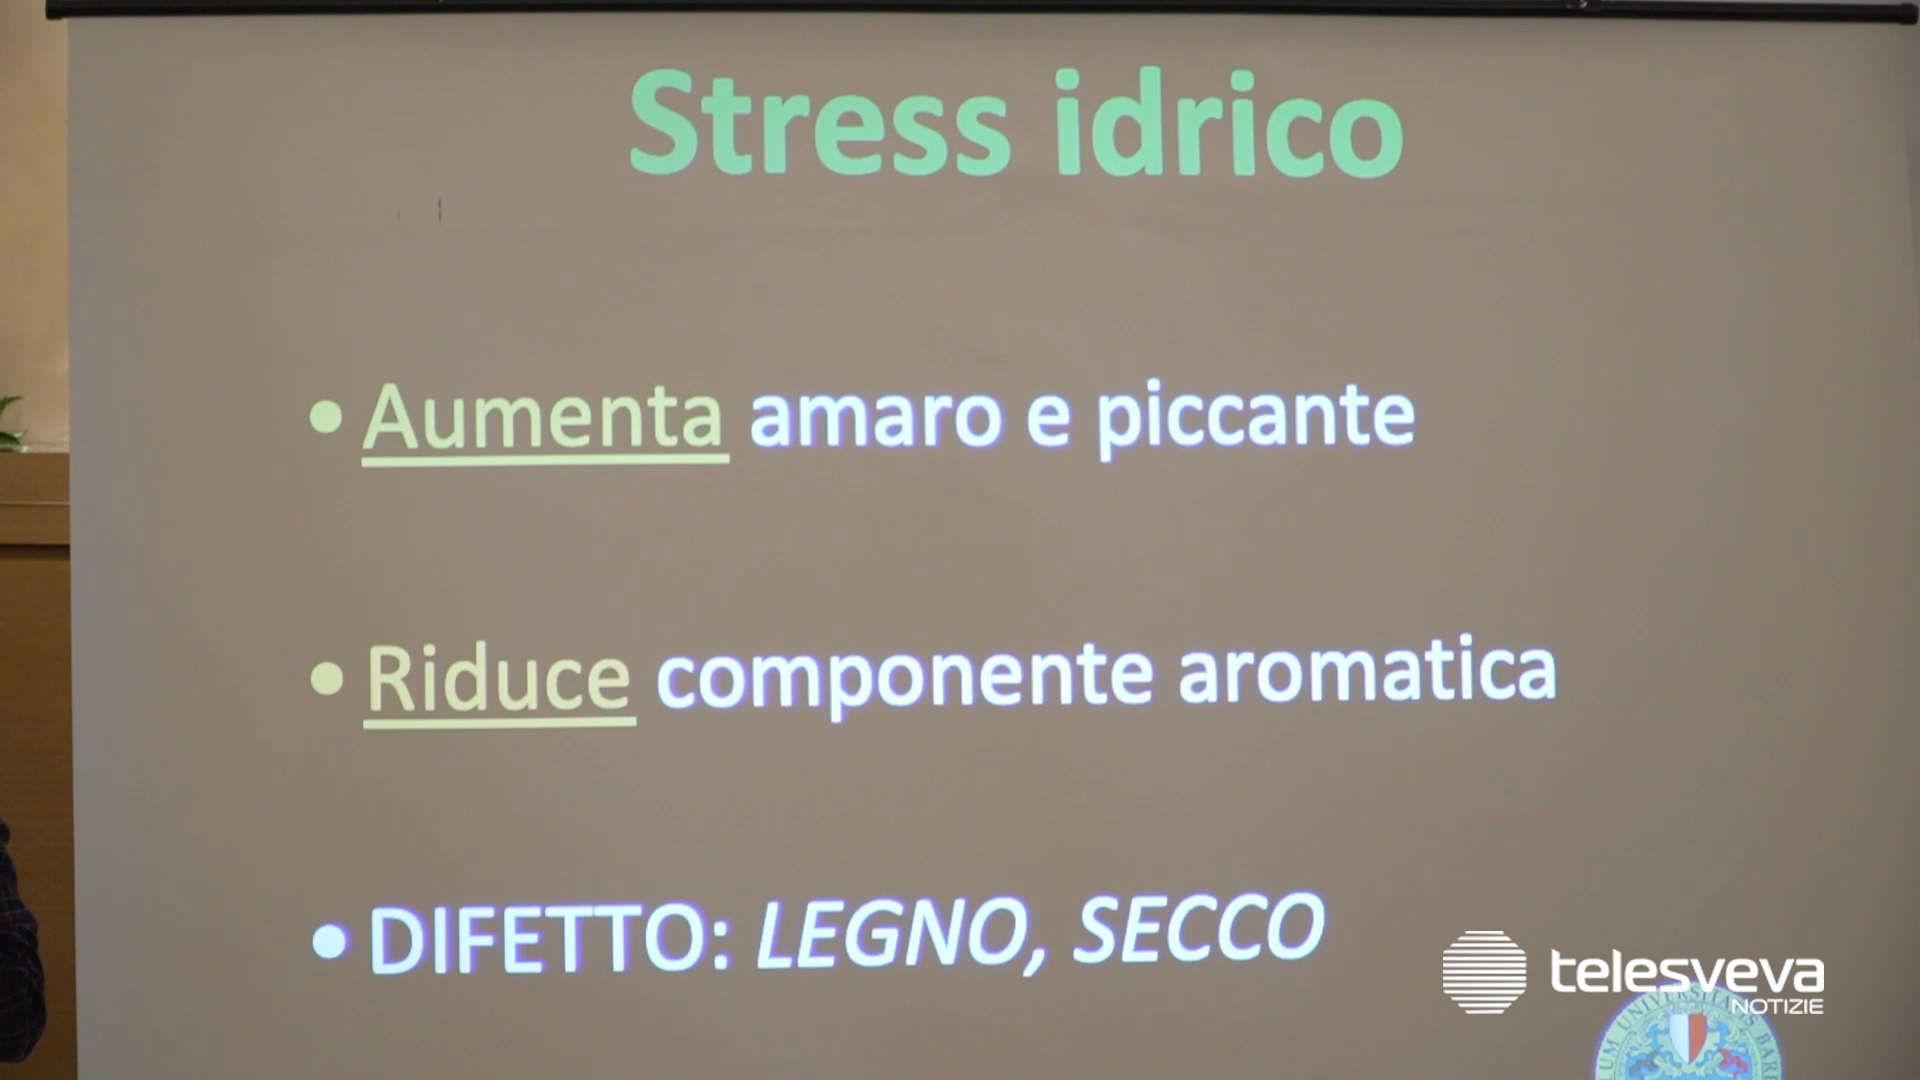 Stress idrico
• Aumenta amaro e piccante
• Riduce componente aromatica
• DIFETTO: LEGNO, SECCO
telesveva
NOTIZIE